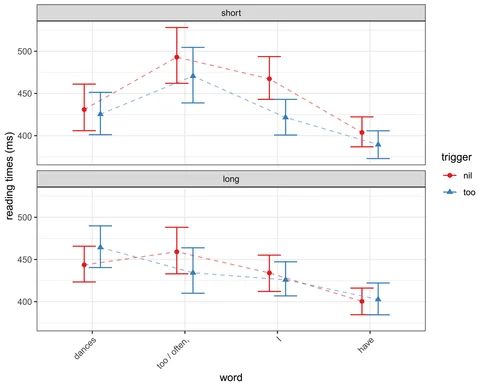 short
500
450
400
long
500
450
400
reading times (ms)
dances
too / often.
I
have
word
trigger
nil
too